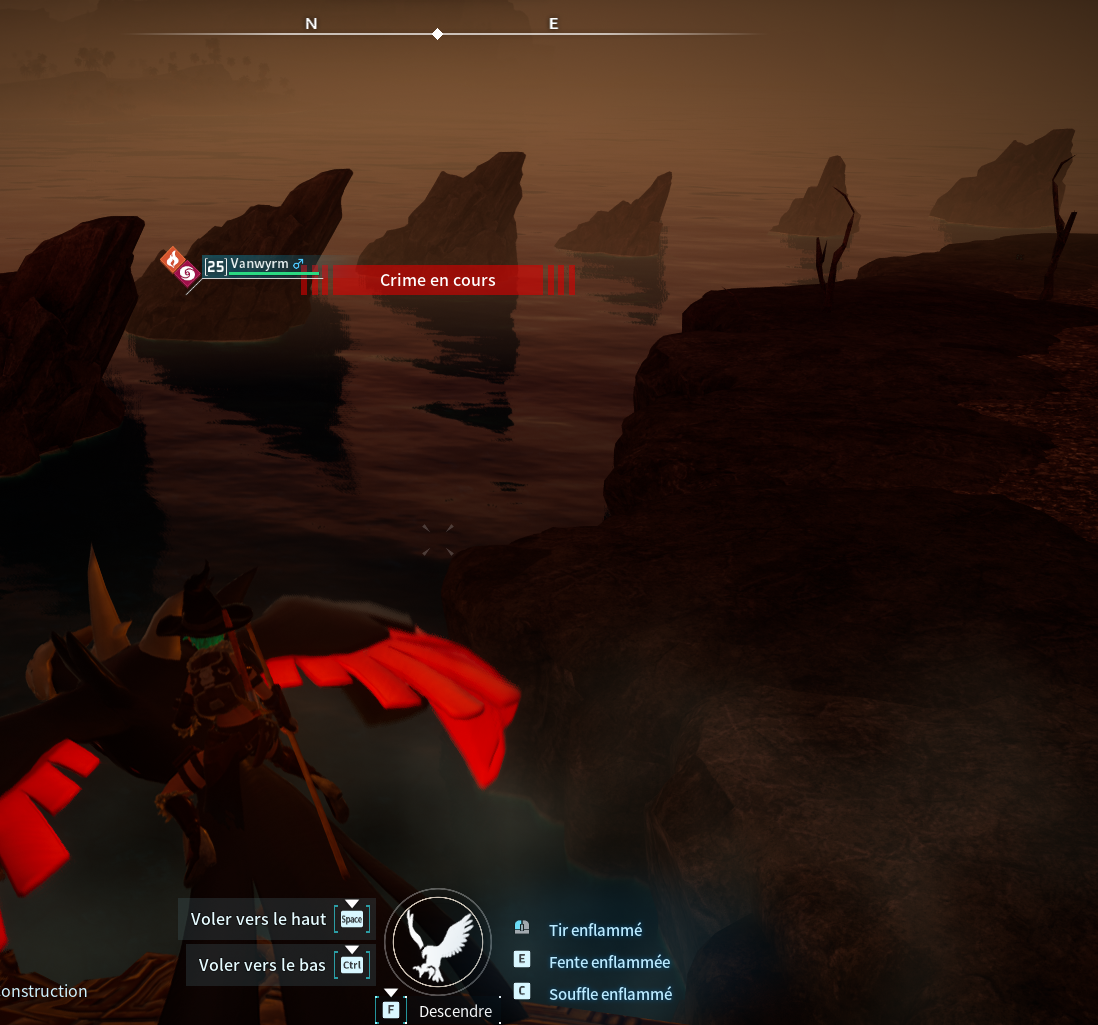 N E
[25] Vanwyrm ♂
Crime en cours
Voler vers le haut Space
Voler vers le bas Ctrl
Tir enflammé
E Fente enflammée
C Souffle enflammé
onstruction
F Descendre